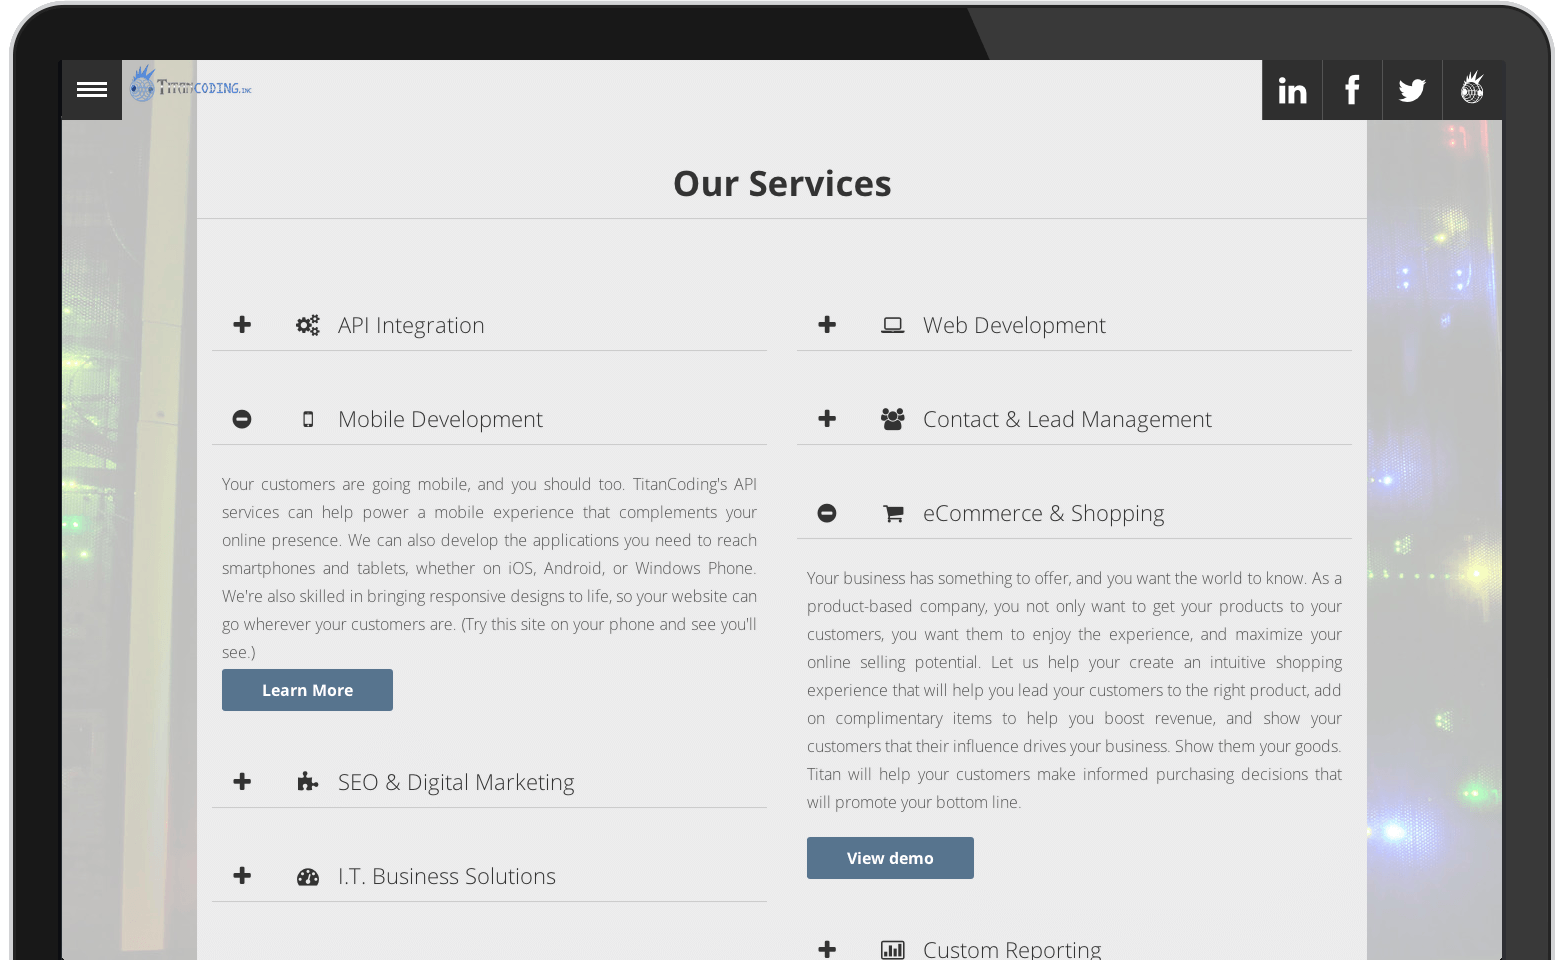 TITANCODING.INC
Our Services
API Integration
Mobile Development
Your customers are going mobile, and you should too. TitanCoding's API
services can help power a mobile experience that complements your
online presence. We can also develop the applications you need to reach
smartphones and tablets, whether on iOS, Android, or Windows Phone.
We're also skilled in bringing responsive designs to life, so your website can
go wherever your customers are. (Try this site on your phone and see you'll
see.)
Learn More
SEO & Digital Marketing
I.T. Business Solutions
Web Development
Contact & Lead Management
eCommerce & Shopping
Your business has something to offer, and you want the world to know. As a
product-based company, you not only want to get your products to your
customers, you want them to enjoy the experience, and maximize your
online selling potential. Let us help your create an intuitive shopping
experience that will help you lead your customers to the right product, add
on complimentary items to help you boost revenue, and show your
customers that their influence drives your business. Show them your goods.
Titan will help your customers make informed purchasing decisions that
will promote your bottom line.
View demo
Custom Reporting